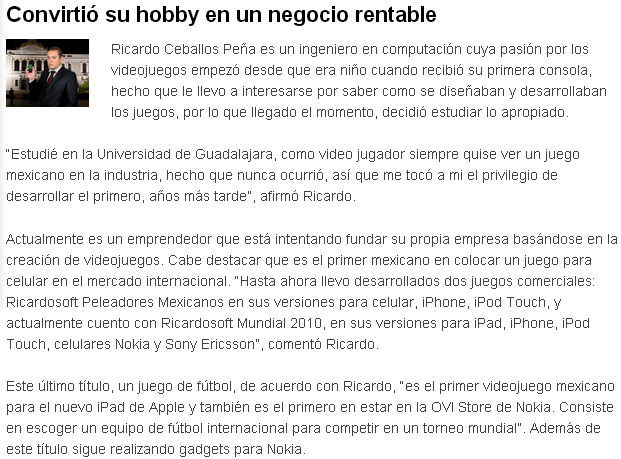 Convirtió su hobby en un negocio rentable
Ricardo Ceballos Peña es un ingeniero en computación cuya pasión por los
videojuegos empezó desde que era niño cuando recibió su primera consola,
hecho que le llevo a interesarse por saber como se diseñaban y desarrollaban
los juegos, por lo que llegado el momento, decidió estudiar lo apropiado.
“Estudié en la Universidad de Guadalajara, como video jugador siempre quise ver un juego
mexicano en la industria, hecho que nunca ocurrió, así que me tocó a mi el privilegio de
desarrollar el primero, años más tarde”, afirmó Ricardo.
Actualmente es un emprendedor que está intentando fundar su propia empresa basándose en la
creación de videojuegos. Cabe destacar que es el primer mexicano en colocar un juego para
celular en el mercado internacional. “Hasta ahora llevo desarrollados dos juegos comerciales:
Ricardosoft Peleadores Mexicanos en sus versiones para celular, iPhone, iPod Touch, y
actualmente cuento con Ricardosoft Mundial 2010, en sus versiones para iPad, iPhone, iPod
Touch, celulares Nokia y Sony Ericsson”, comentó Ricardo.
Este último título, un juego de fútbol, de acuerdo con Ricardo, “es el primer videojuego mexicano
para el nuevo iPad de Apple y también es el primero en estar en la OVI Store de Nokia. Consiste
en escoger un equipo de fútbol internacional para competir en un torneo mundial”. Además de
este título sigue realizando gadgets para Nokia.